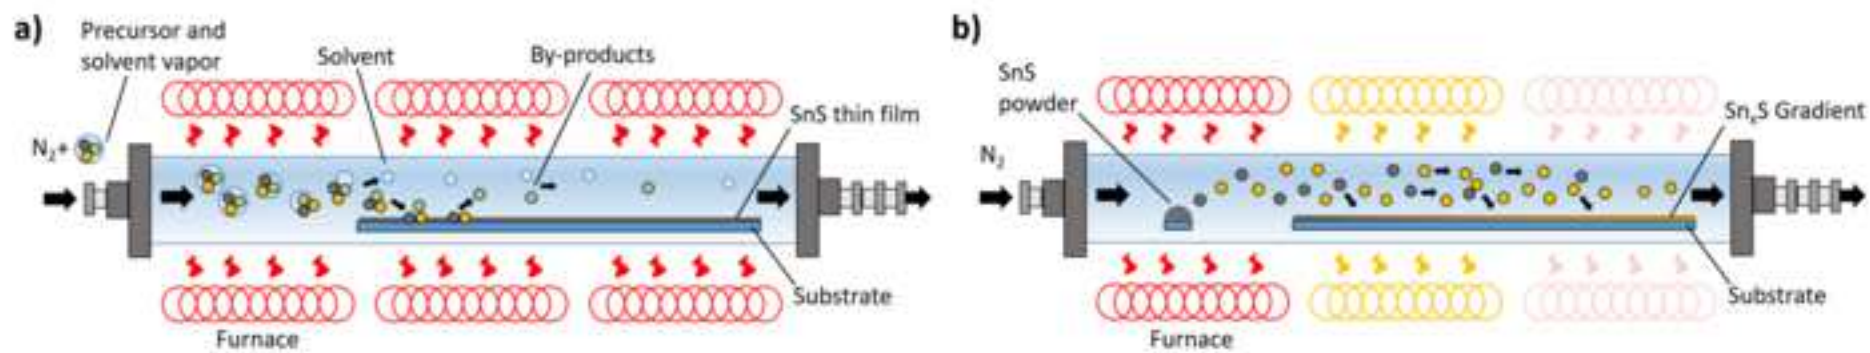 a)
Precursor and
solvent vapor
Solvent
By-products
SnS thin film
N₂+
Substrate
Furnace
b)
SnS
powder
SnₓS Gradient
N₂
Substrate
Furnace